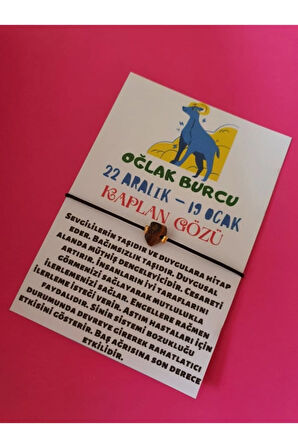 OĞLAK BURCU
22 ARALIK – 19 OCAK
KAPLAN GÖZÜ
SEVGİLİLERİN TAŞIDIR VE DUYGULARA HİTAP
EDER. BAĞIMSIZLIK TAŞIDIR. DUYGUSAL
ALANDA MÜTHİŞ DENGELEYİCİDİR. CESARETİ
ARTIRIR. İNSANLARIN İYİ TARAFLARINI
GÖRMENİZİ SAĞLAYARAK MUTLULUKLA
İLERLEMENİZİ SAĞLAR. ENGELLERE RAĞMEN
İLERLEME İSTEĞİ VERİR. ASTIM HASTALARI İÇİN
FAYDALIDIR. SİNİR SİSTEMİ BOZUKLUĞU
DURUMUNDA DEVREYE GİREREK RAHATLATICI
ETKİSİNİ GÖSTERİR. BAŞ AĞRISINA SON DERECE
ETKİLİDİR.